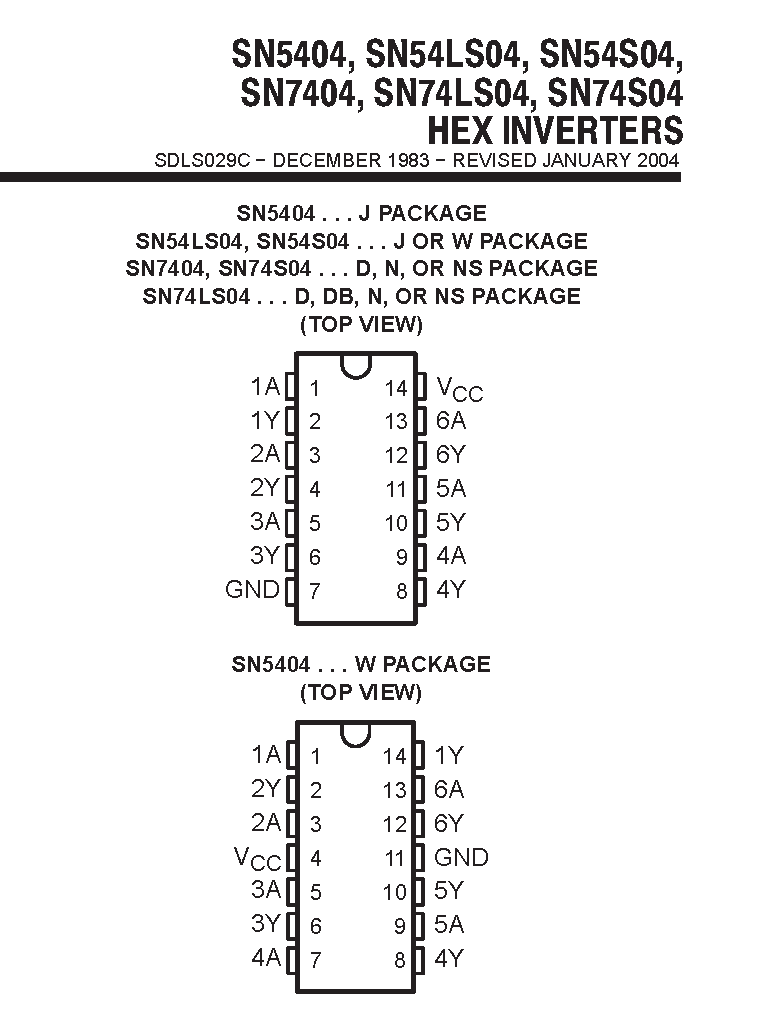 SN5404, SN54LS04, SN54S04,
SN7404, SN74LS04, SN74S04
HEX INVERTERS
SDLS029C − DECEMBER 1983 − REVISED JANUARY 2004
SN5404 . . . J PACKAGE
SN54LS04, SN54S04 . . . J OR W PACKAGE
SN7404, SN74S04 . . . D, N, OR NS PACKAGE
SN74LS04 . . . D, DB, N, OR NS PACKAGE
(TOP VIEW)
1A 1 14 VCC
1Y 2 13 6A
2A 3 12 6Y
2Y 4 11 5A
3A 5 10 5Y
3Y 6 9 4A
GND 7 8 4Y
SN5404 . . . W PACKAGE
(TOP VIEW)
1A 1 14 1Y
2Y 2 13 6A
2A 3 12 6Y
VCC 4 11 GND
3A 5 10 5Y
3Y 6 9 5A
4A 7 8 4Y